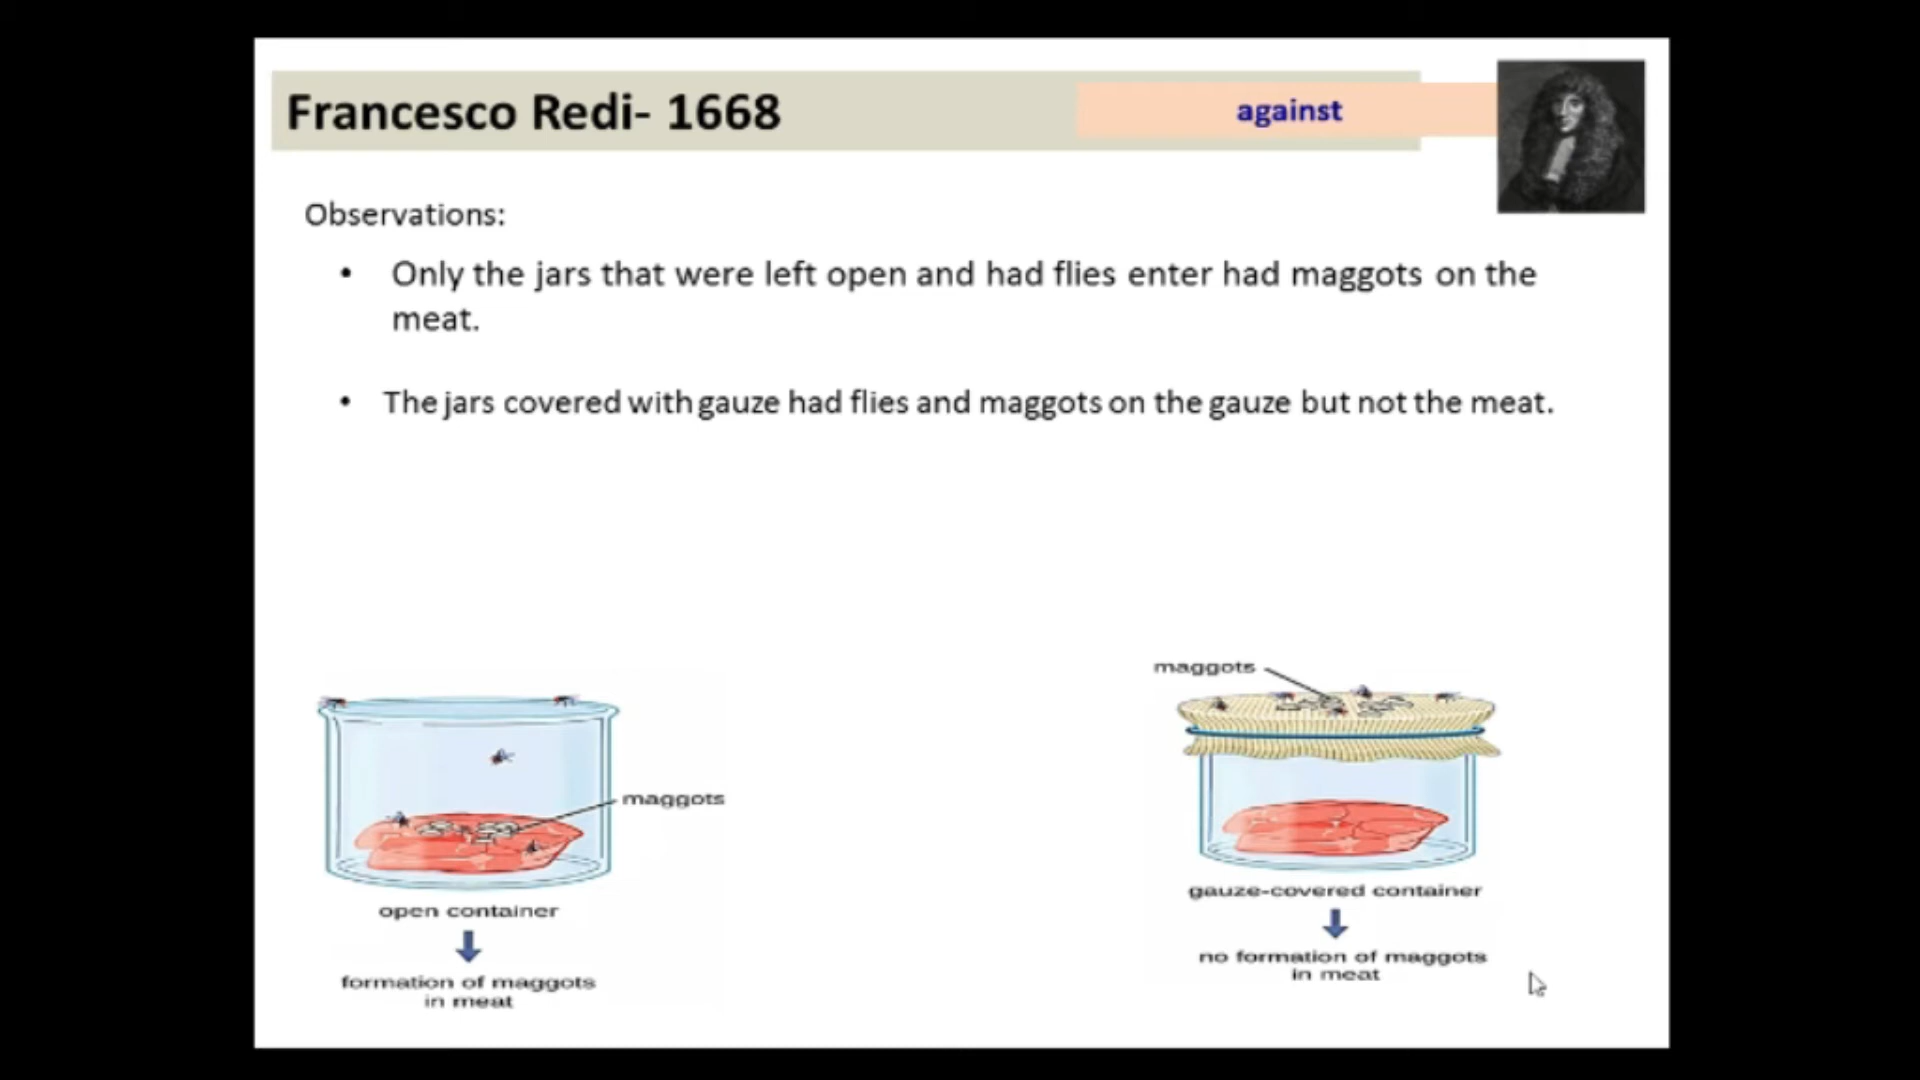 Francesco Redi- 1668
against
Observations:
• Only the jars that were left open and had flies enter had maggots on the
meat.
• The jars covered with gauze had flies and maggots on the gauze but not the meat.
maggots
open container
formation of maggots
in meat
maggots
gauze-covered container
no formation of maggots
in meat